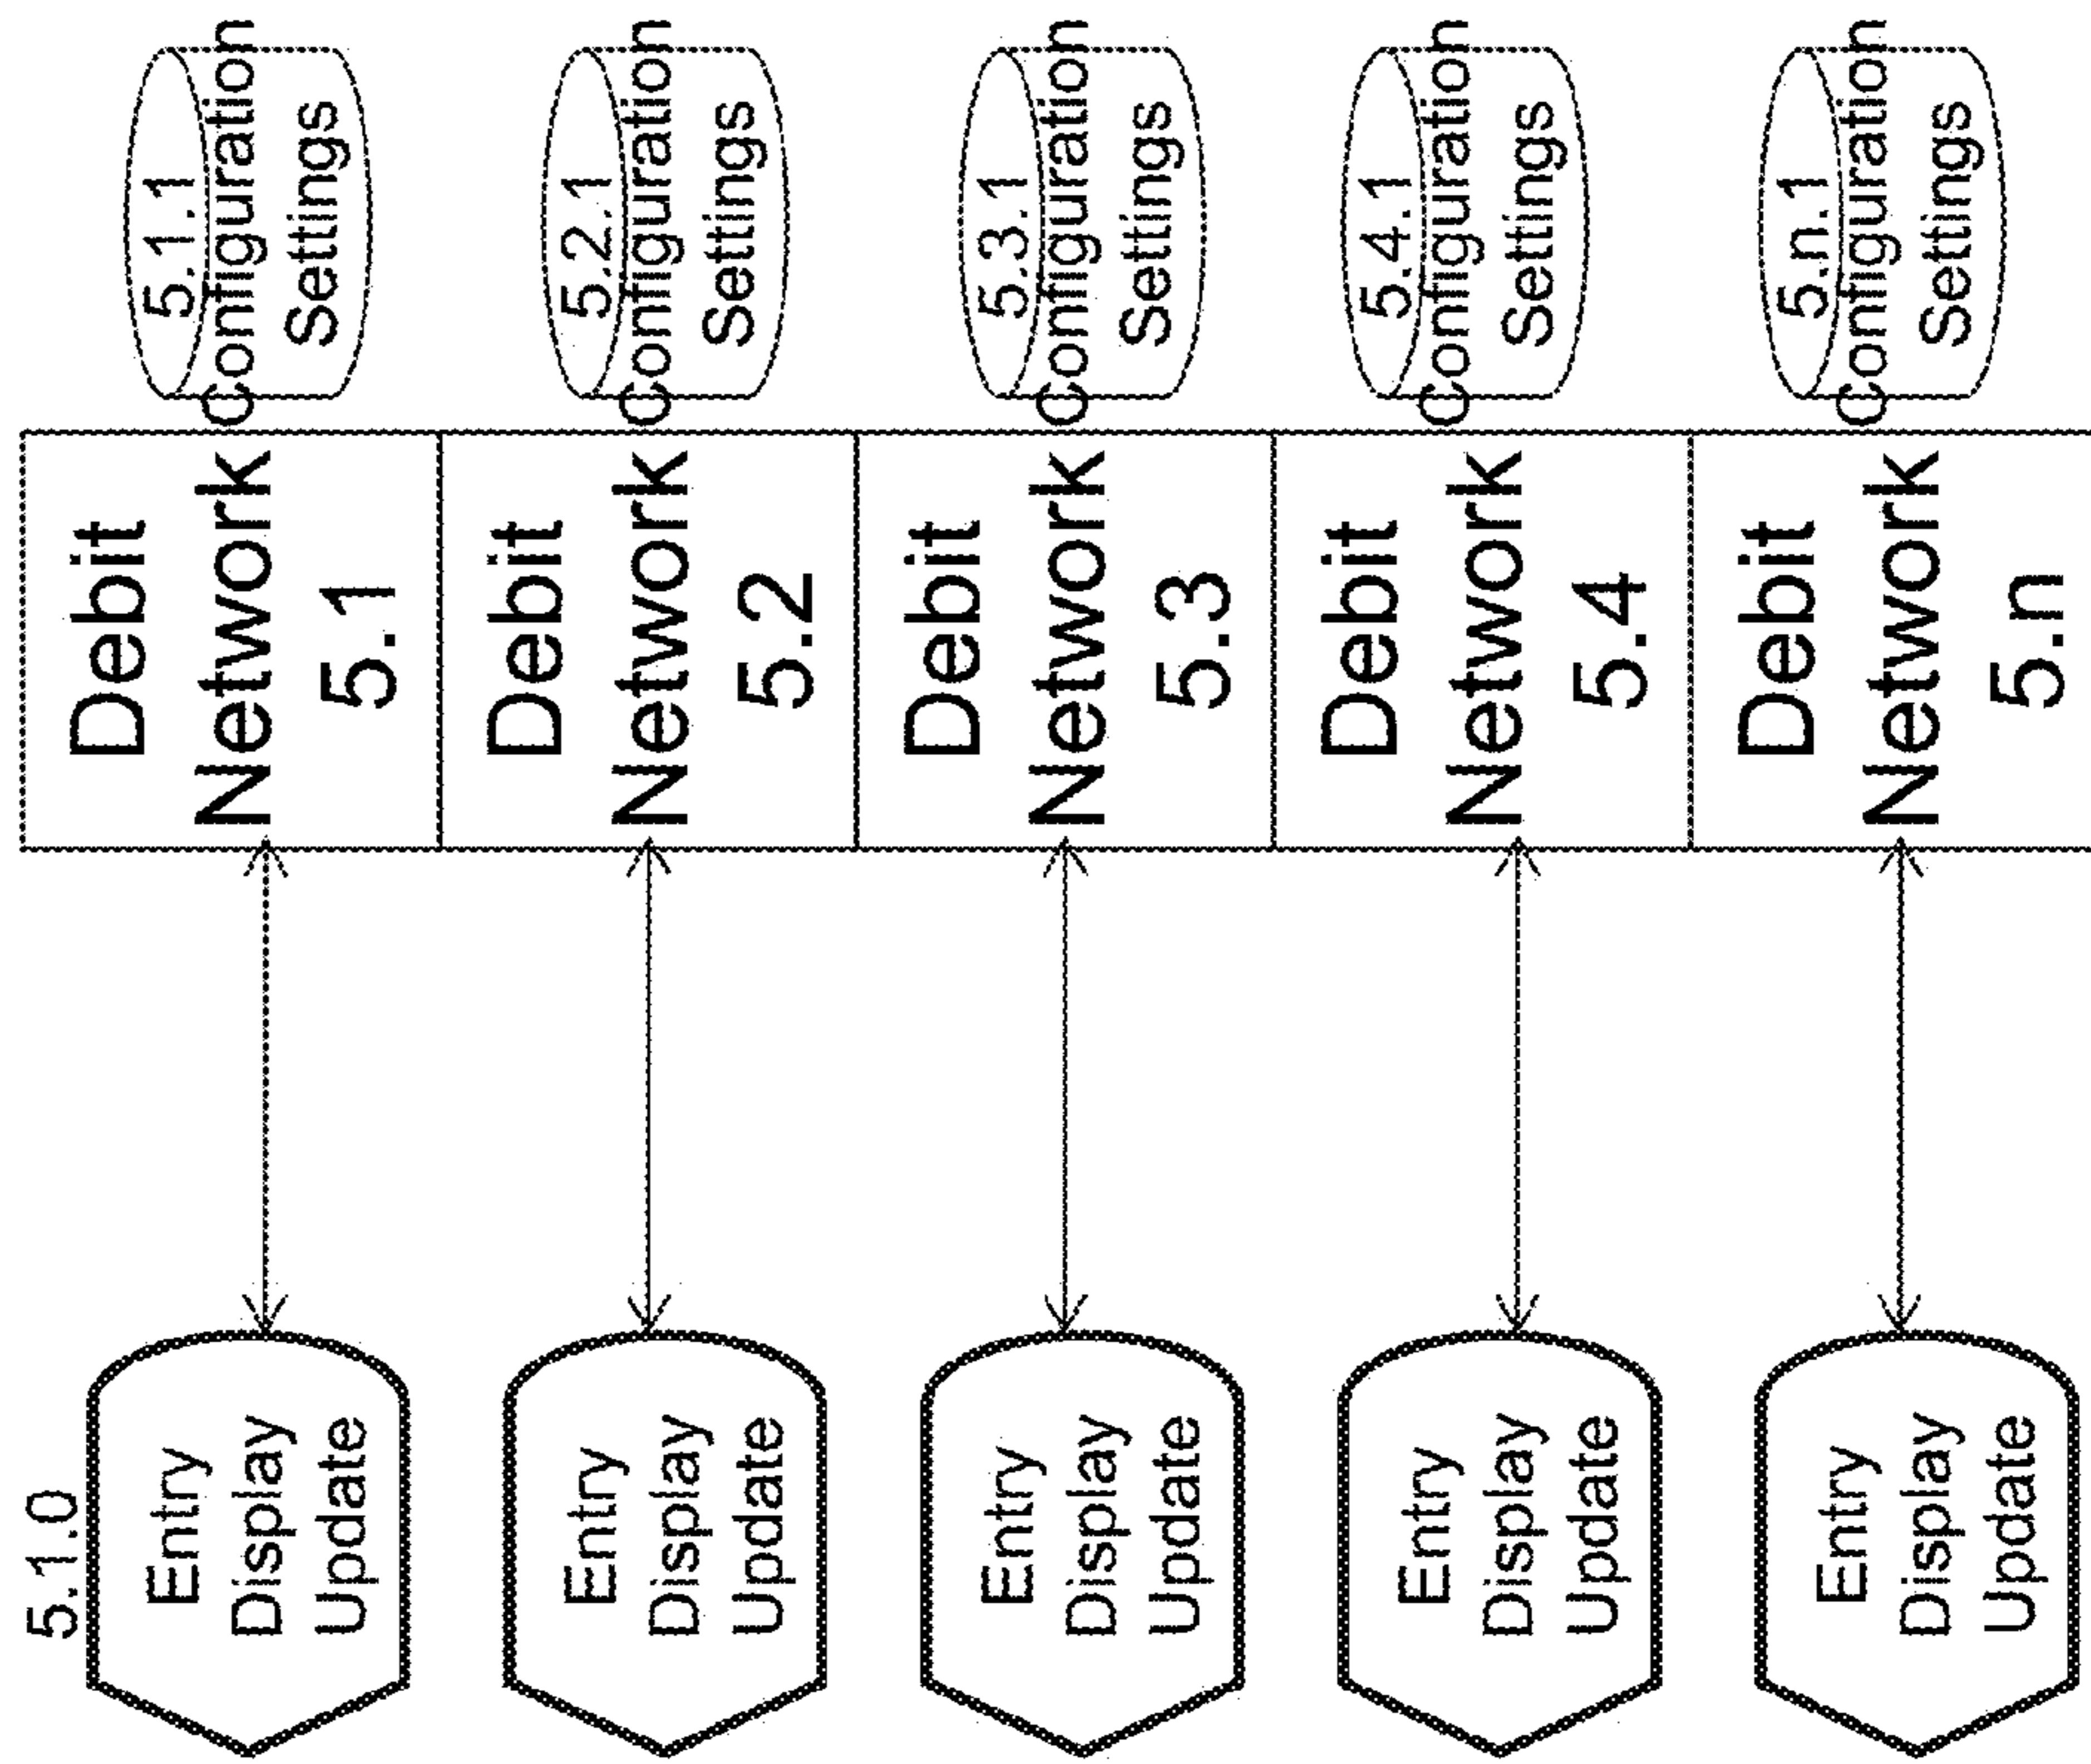 5.1.0
Entry
Display
Update
Debit
Network
5.1
5.1.1
Configuration
Settings
Entry
Display
Update
Debit
Network
5.2
5.2.1
Configuration
Settings
Entry
Display
Update
Debit
Network
5.3
5.3.1
Configuration
Settings
Entry
Display
Update
Debit
Network
5.4
5.4.1
Configuration
Settings
Entry
Display
Update
Debit
Network
5.n
5.n.1
Configuration
Settings